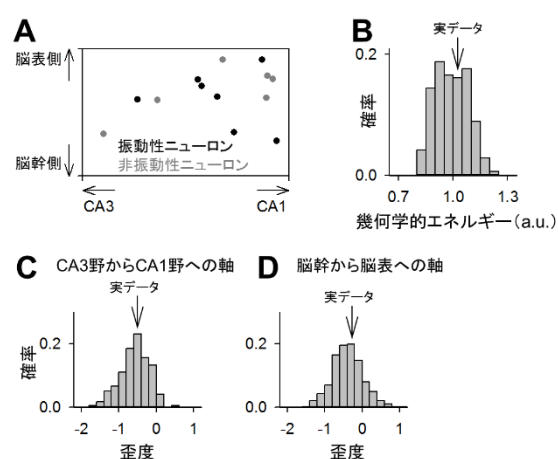 A
脳表側
脳幹側
振動性ニューロン
非振動性ニューロン
CA3
CA1
B
実データ
0.2
確率
0.0
0.7
1.0
1.3
幾何学的エネルギー(a.u.)
C
CA3野からCA1野への軸
実データ
0.2
確率
0.0
-2
-1
0
1
歪度
D
脳幹から脳表への軸
実データ
0.2
0.0
-2
-1
0
1
歪度